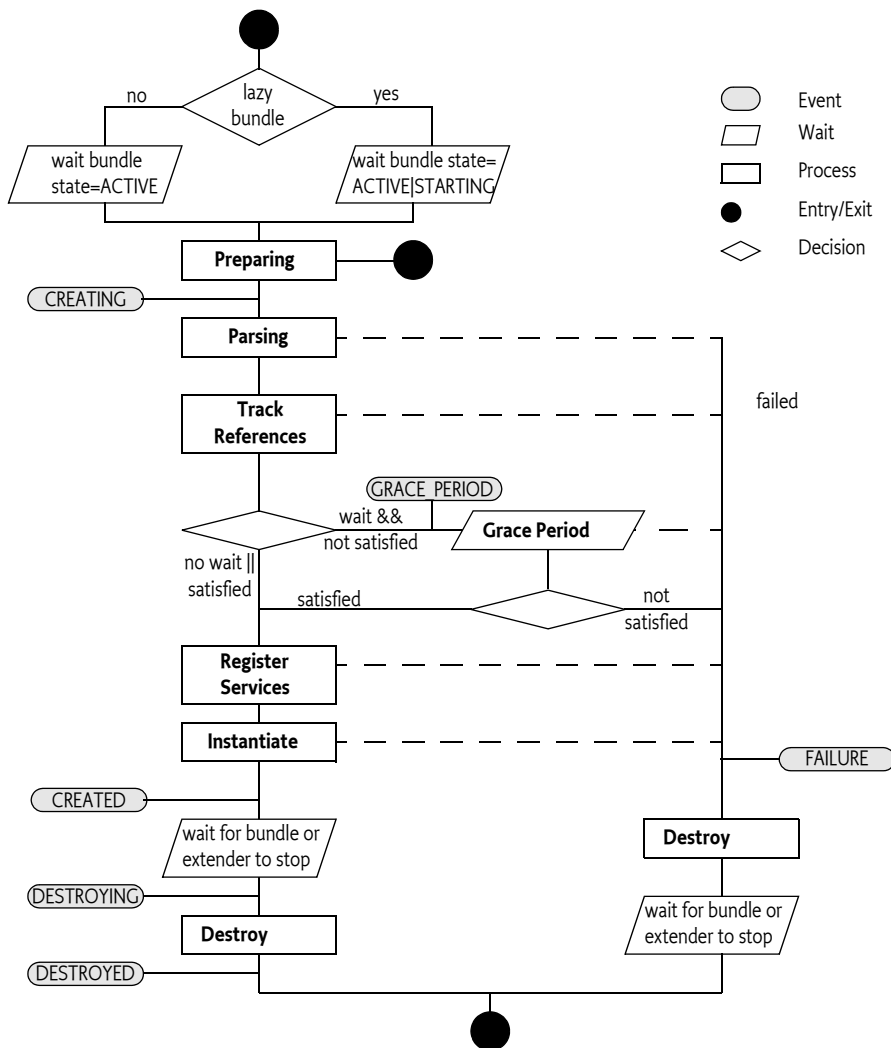 lazy
bundle
no
yes
wait bundle
state=ACTIVE
wait bundle state=
ACTIVE|STARTING
Event
Wait
Process
Entry/Exit
Decision
Preparing
CREATING
Parsing
failed
Track
References
GRACE_PERIOD
wait &&
not satisfied
Grace Period
no wait ||
satisfied
satisfied
not
satisfied
Register
Services
Instantiate
FAILURE
CREATED
wait for bundle or
extender to stop
Destroy
DESTROYING
wait for bundle or
extender to stop
Destroy
DESTROYED